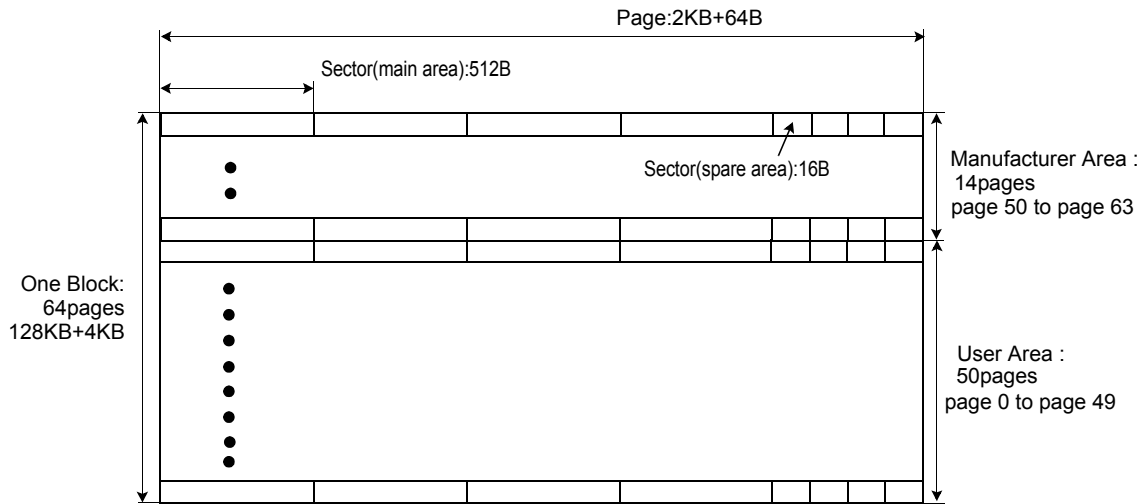 Page:2KB+64B
Sector(main area):512B
Sector(spare area):16B
Manufacturer Area :
14pages
page 50 to page 63
One Block:
64pages
128KB+4KB
User Area :
50pages
page 0 to page 49